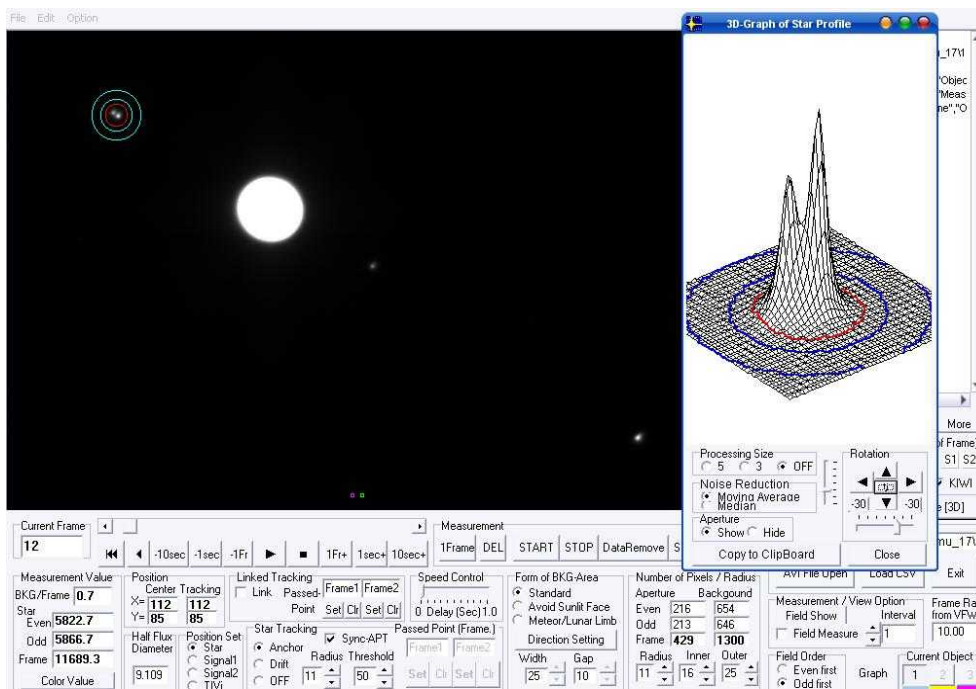 File Edit Option
3D-Graph of Star Profile
_17\1
"Objec
"Meas
ne","O
More
of Frame)
S1 S2
KIWI
e [3D]
Processing Size
5 3 OFF
Noise Reduction
Moving Average
Median
Aperture
Show Hide
Rotation
-30 -30
Copy to ClipBoard Close
Current Frame
12
-10sec -1sec -1Fr 1Fr+ 1sec+ 10sec+
Measurement
1Frame DEL START STOP DataRemove S
mu_17\
AVI File Open Load CSV Exit
Measurement Value
BKG/Frame 0.7
Star
Even 5822.7
Odd 5866.7
Frame 11689.3
Color Value
Position
Center Tracking
X= 112 112
Y= 85 85
Half Flux
Diameter
9.109
Position Set
Star
Signal1
Signal2
TIVi
Linked Tracking
Link Passed- Frame1 Frame2
Point Set Clr Set Clr
Star Tracking
Anchor
Drift
OFF
Sync-APT
Radius Threshold
11 50
Speed Control
0 Delay (Sec) 1.0
Passed Point (Frame.)
Frame1 Frame2
Set Clr Set Clr
Form of BKG-Area
Standard
Avoid Sunlit Face
Meteor/Lunar Limb
Direction Setting
Width Gap
25 10
Number of Pixels / Radius
Aperture Backgound
Even 216 654
Odd 213 646
Frame 429 1300
Radius Inner Outer
11 16 25
Measurement / View Option
Field Show Interval
Field Measure 1
Frame Ra
from VFW
10.00
Field Order
Even first
Odd first
Graph
Current Object
1 2